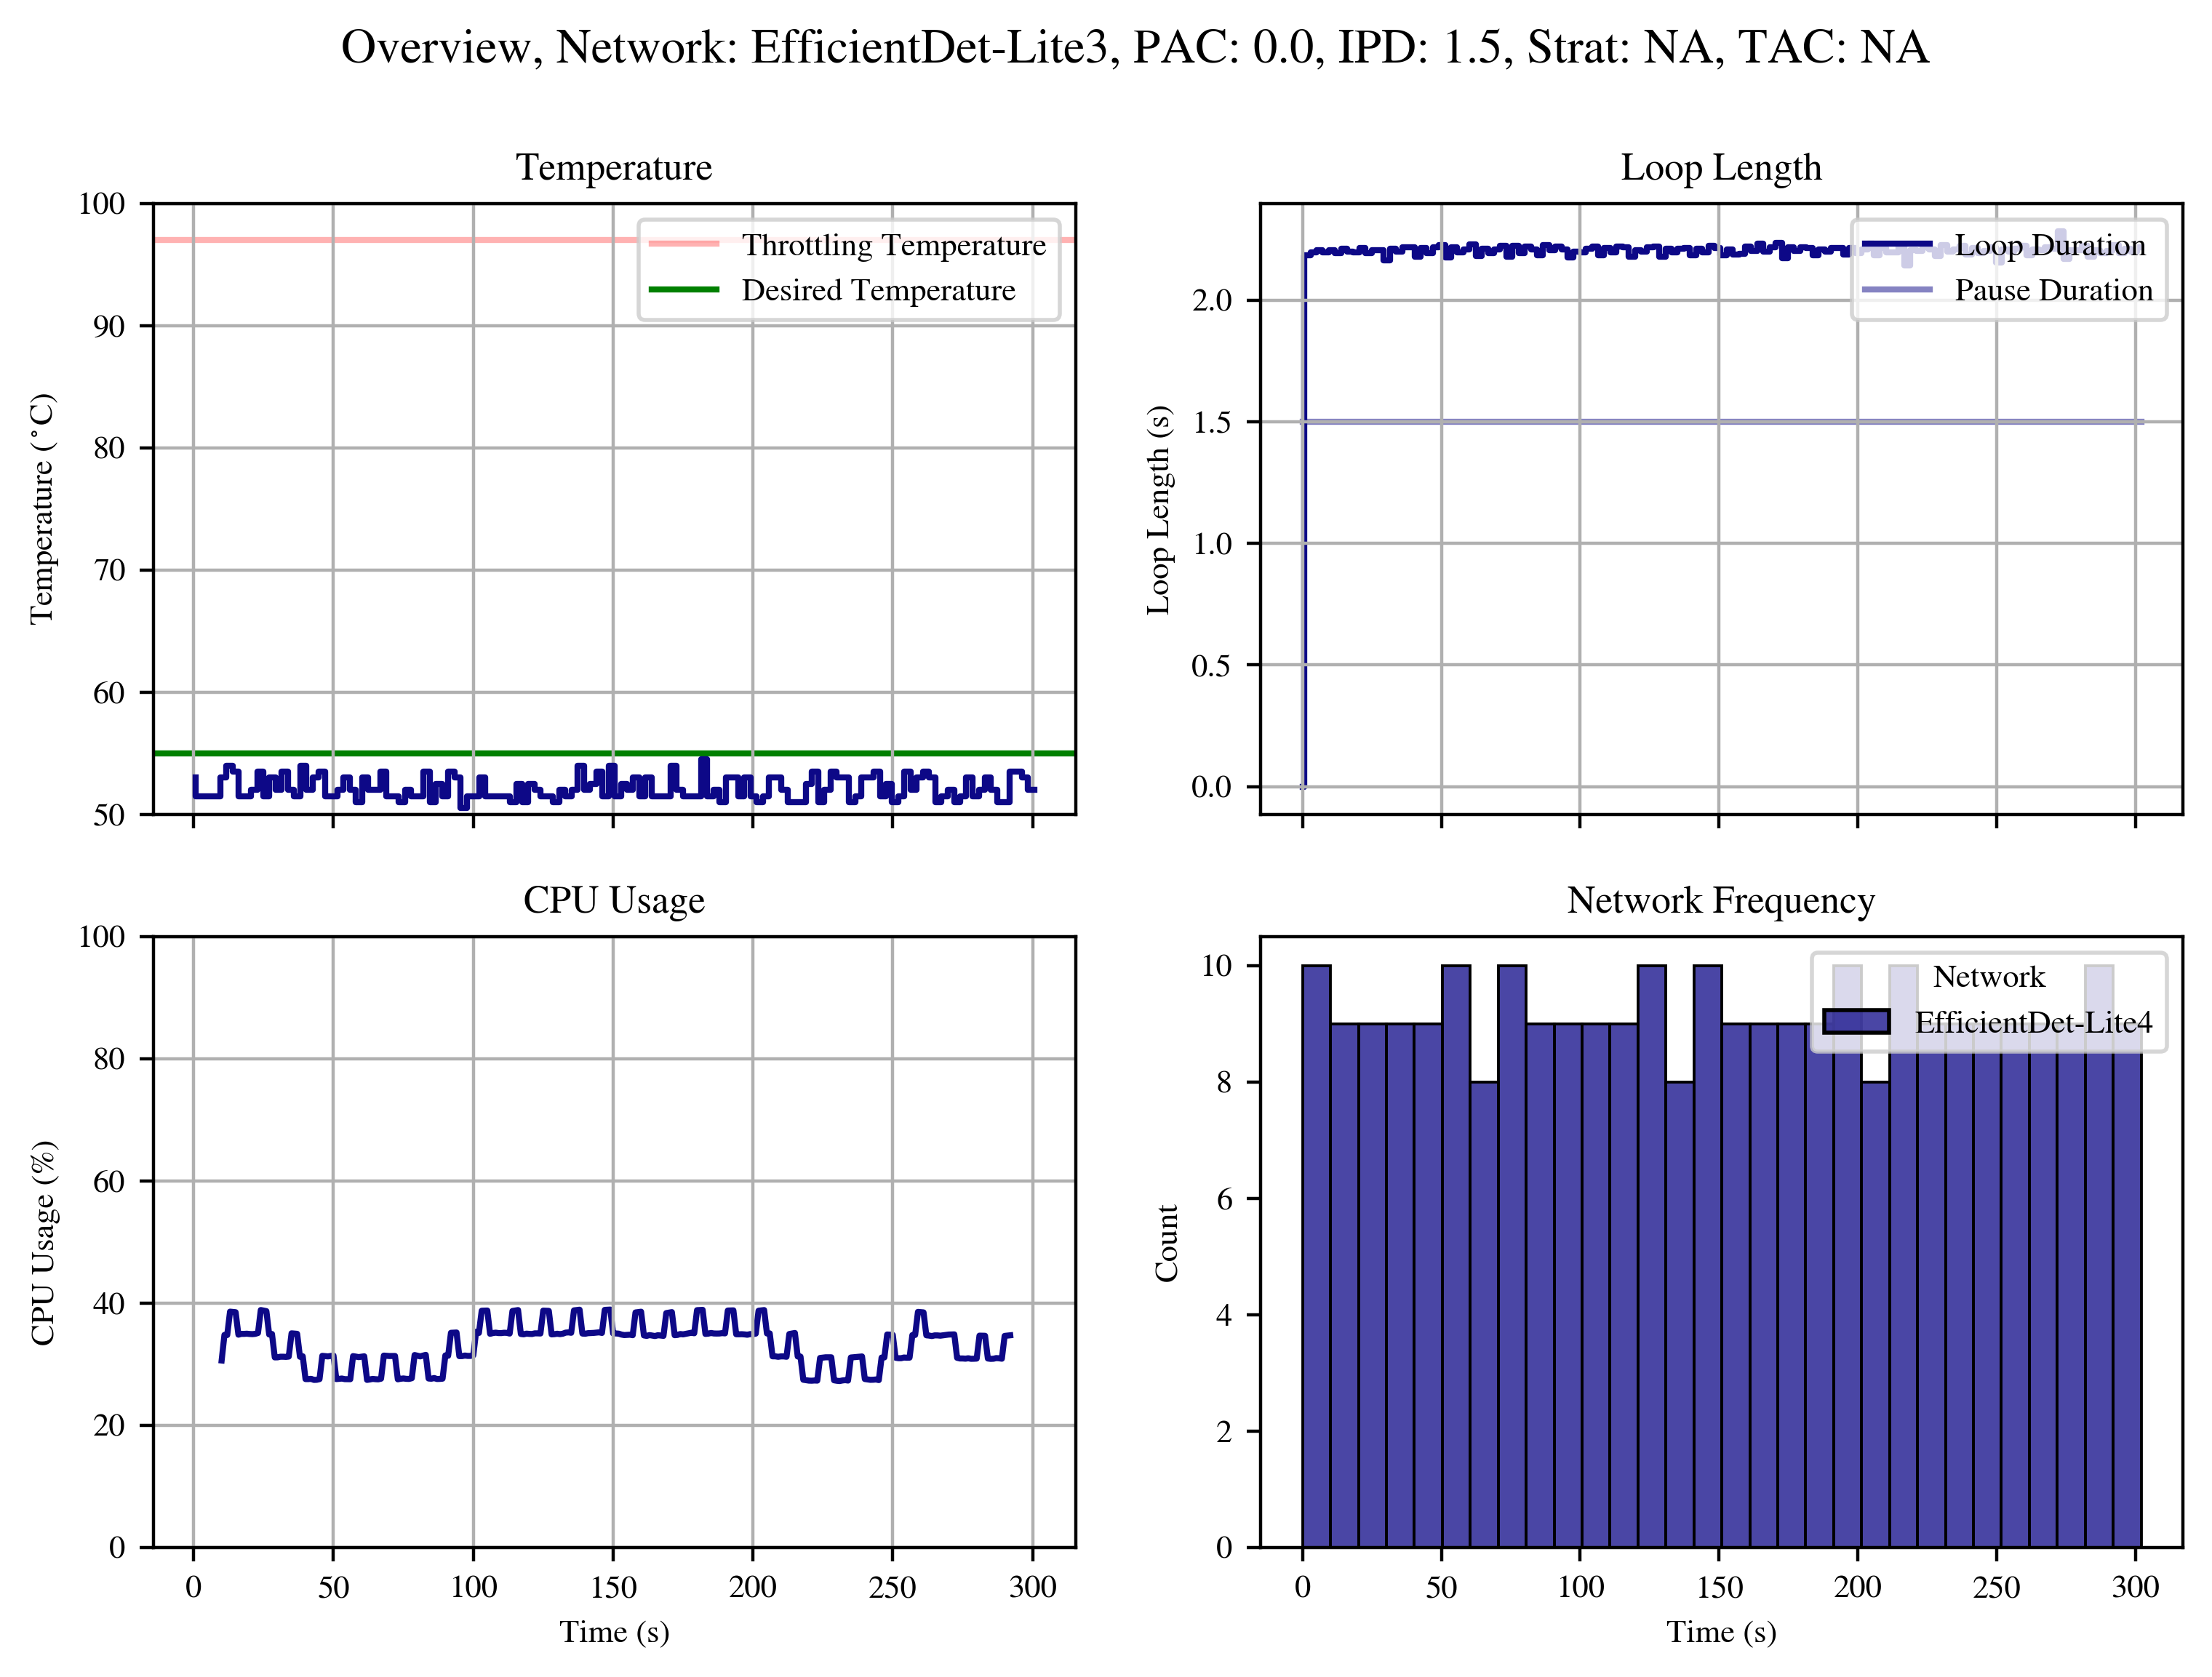 Overview, Network: EfficientDet-Lite3, PAC: 0.0, IPD: 1.5, Strat: NA, TAC: NA
Temperature
100
90
80
70
60
50
Temperature (°C)
Throttling Temperature
Desired Temperature
Loop Length
2.0
1.5
1.0
0.5
0.0
Loop Length (s)
Loop Duration
Pause Duration
CPU Usage
100
80
60
40
20
0
CPU Usage (%)
0 50 100 150 200 250 300
Time (s)
Network Frequency
10
8
6
4
2
0
Count
Network
EfficientDet-Lite4
0 50 100 150 200 250 300
Time (s)